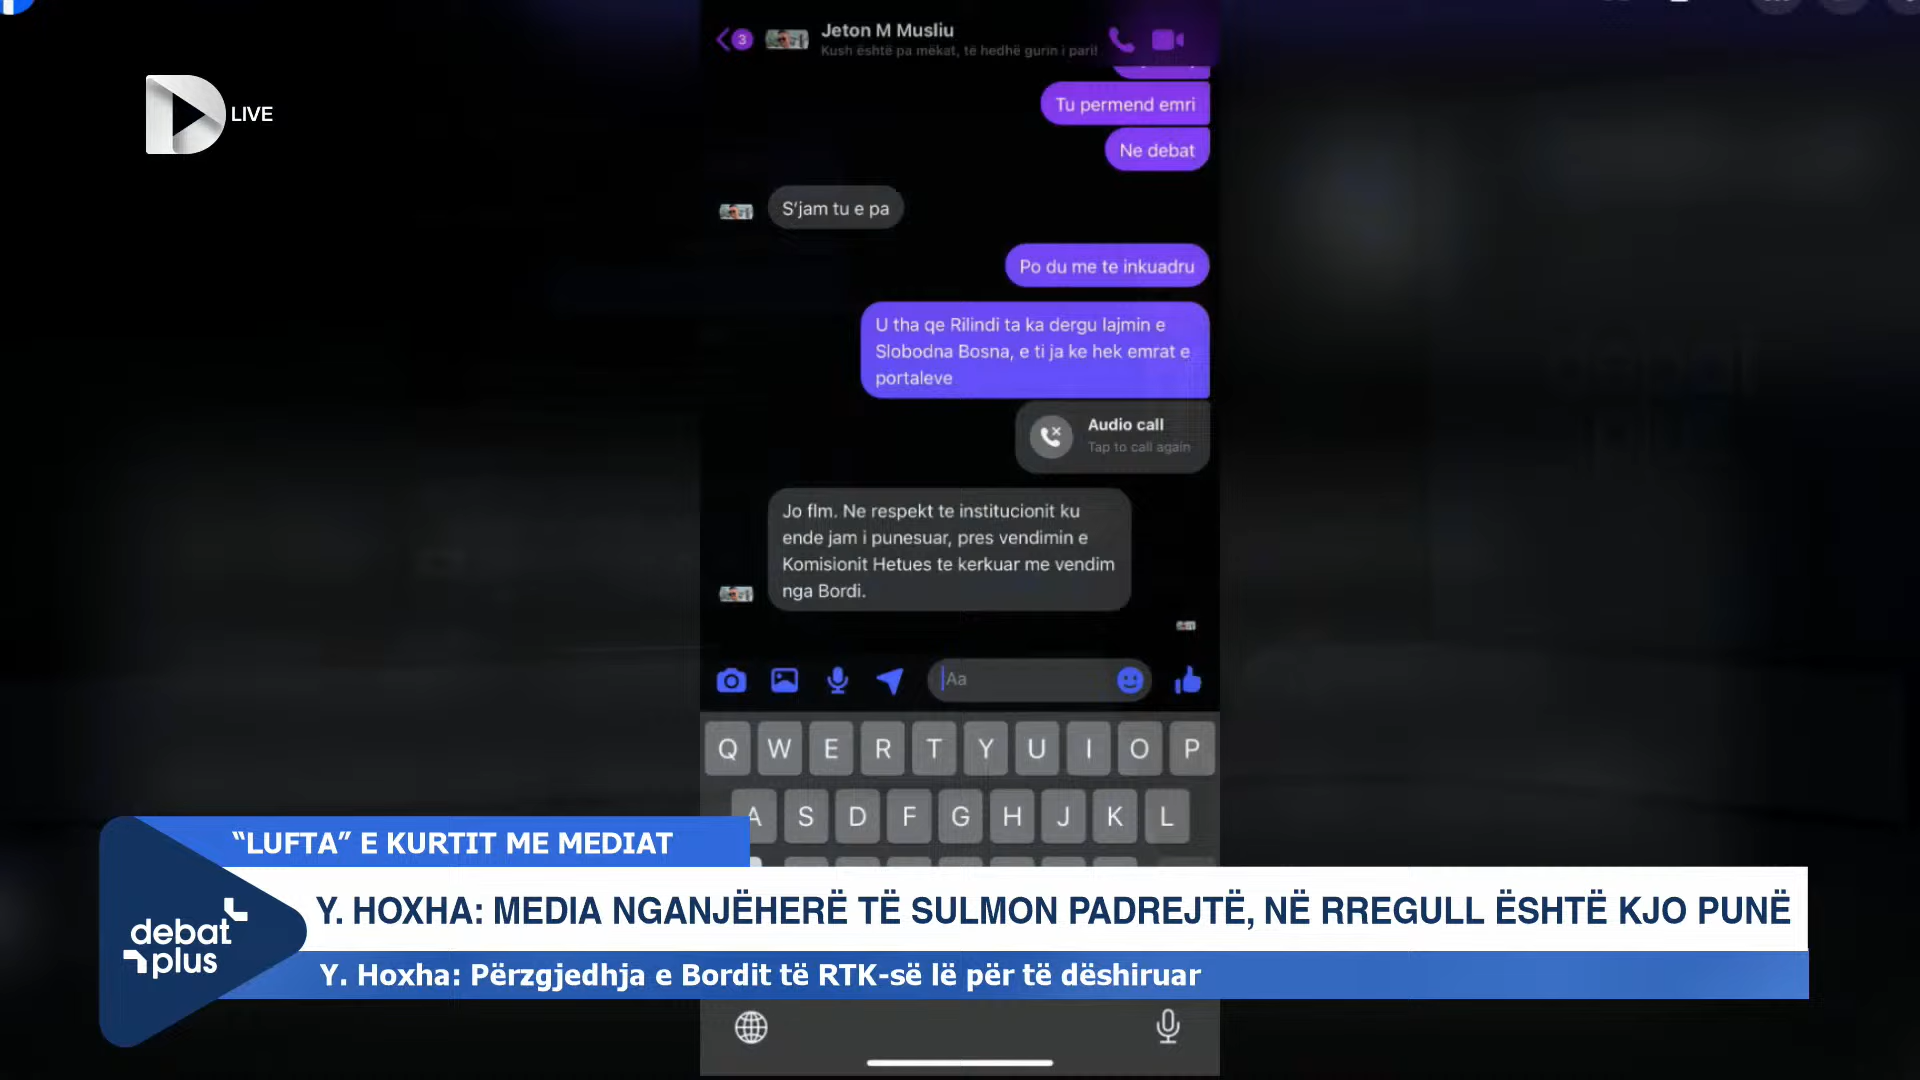 3
Jeton M Musliu
Kush është pa mëkat, të hedhë gurin i pari!
LIVE
Tu permend emri
Ne debat
S'jam tu e pa
Po du me te inkuadru
U tha qe Rilindi ta ka dergu lajmin e
Slobodna Bosna, e ti ja ke hek emrat e
portaleve
Audio call
Tap to call again
Jo flm. Ne respekt te institucionit ku
ende jam i punesuar, pres vendimin e
Komisionit Hetues te kerkuar me vendim
nga Bordi.
Aa
Q W E R T Y U I O P
A S D F G H J K L
“LUFTA” E KURTIT ME MEDIAT
Y. HOXHA: MEDIA NGANJËHERË TË SULMON PADREJTË, NË RREGULL ËSHTË KJO PUNË
debat
plus
Y. Hoxha: Përzgjedhja e Bordit të RTK-së lë për të dëshiruar